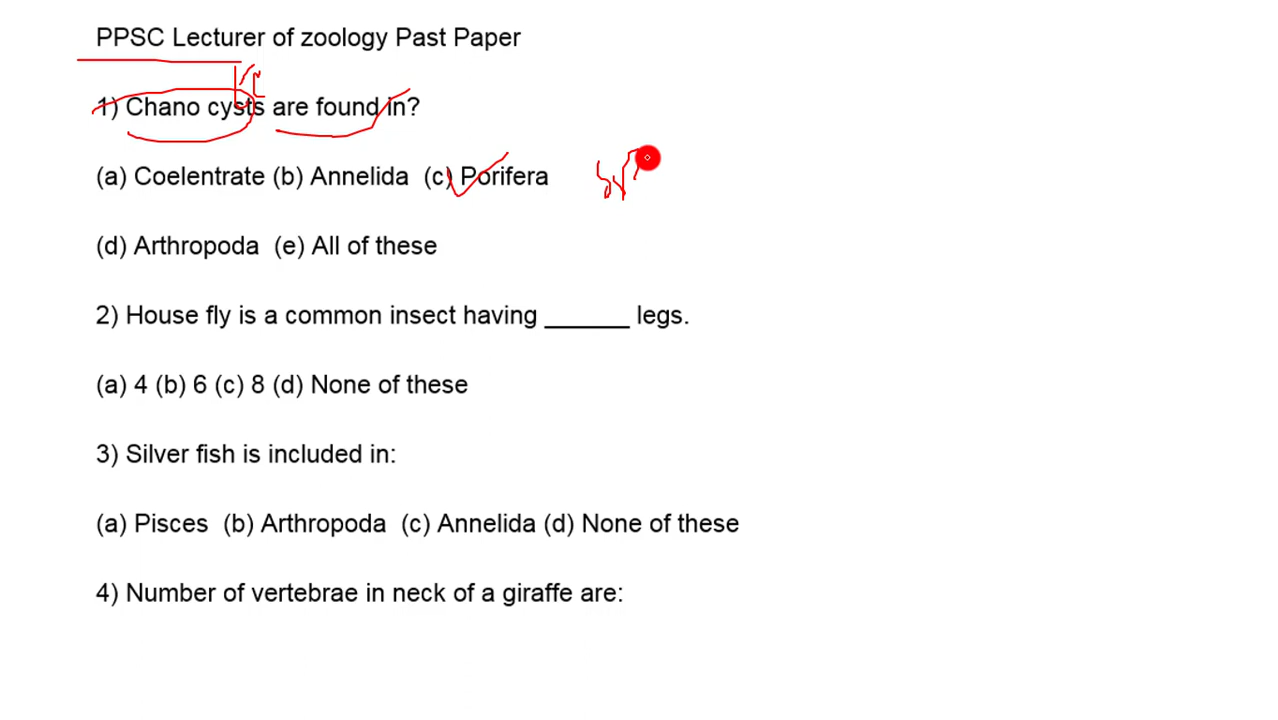 PPSC Lecturer of zoology Past Paper
1) Chano cysts are found in?
(a) Coelentrate (b) Annelida (c) Porifera
(d) Arthropoda (e) All of these
2) House fly is a common insect having ______ legs.
(a) 4 (b) 6 (c) 8 (d) None of these
3) Silver fish is included in:
(a) Pisces (b) Arthropoda (c) Annelida (d) None of these
4) Number of vertebrae in neck of a giraffe are: